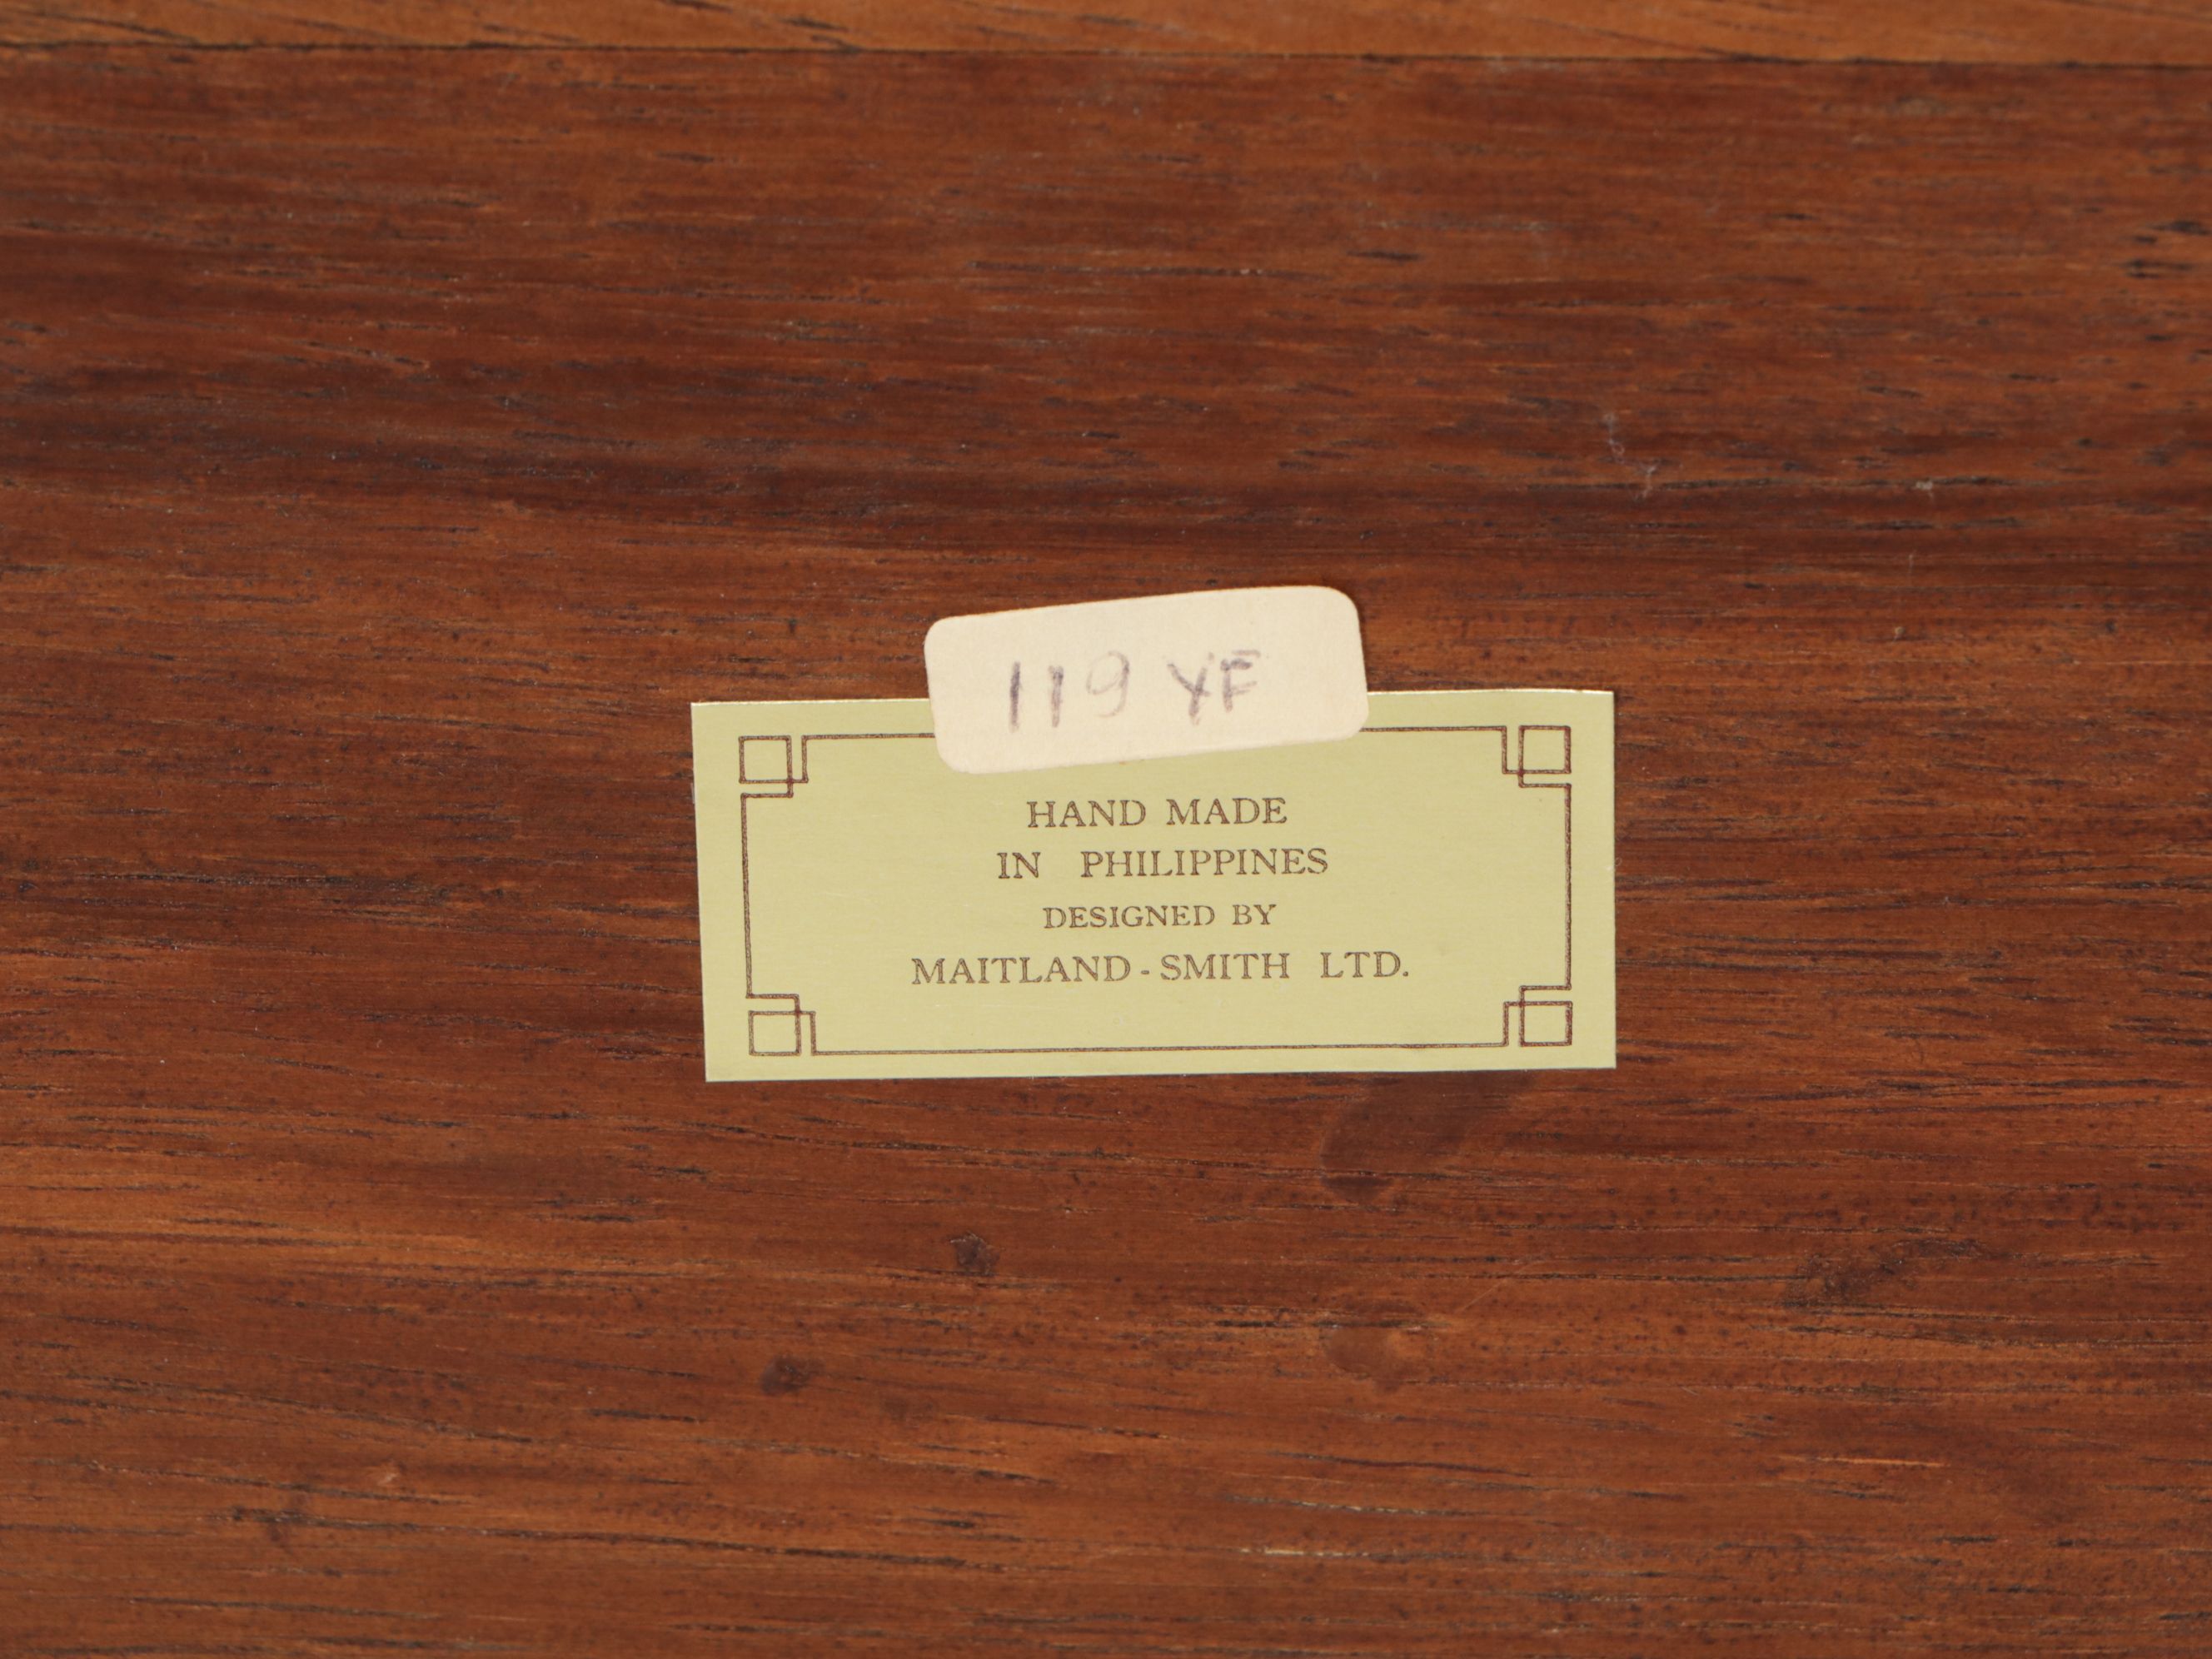 119 YF
HAND MADE
IN PHILIPPINES
DESIGNED BY
MAITLAND-SMITH LTD.